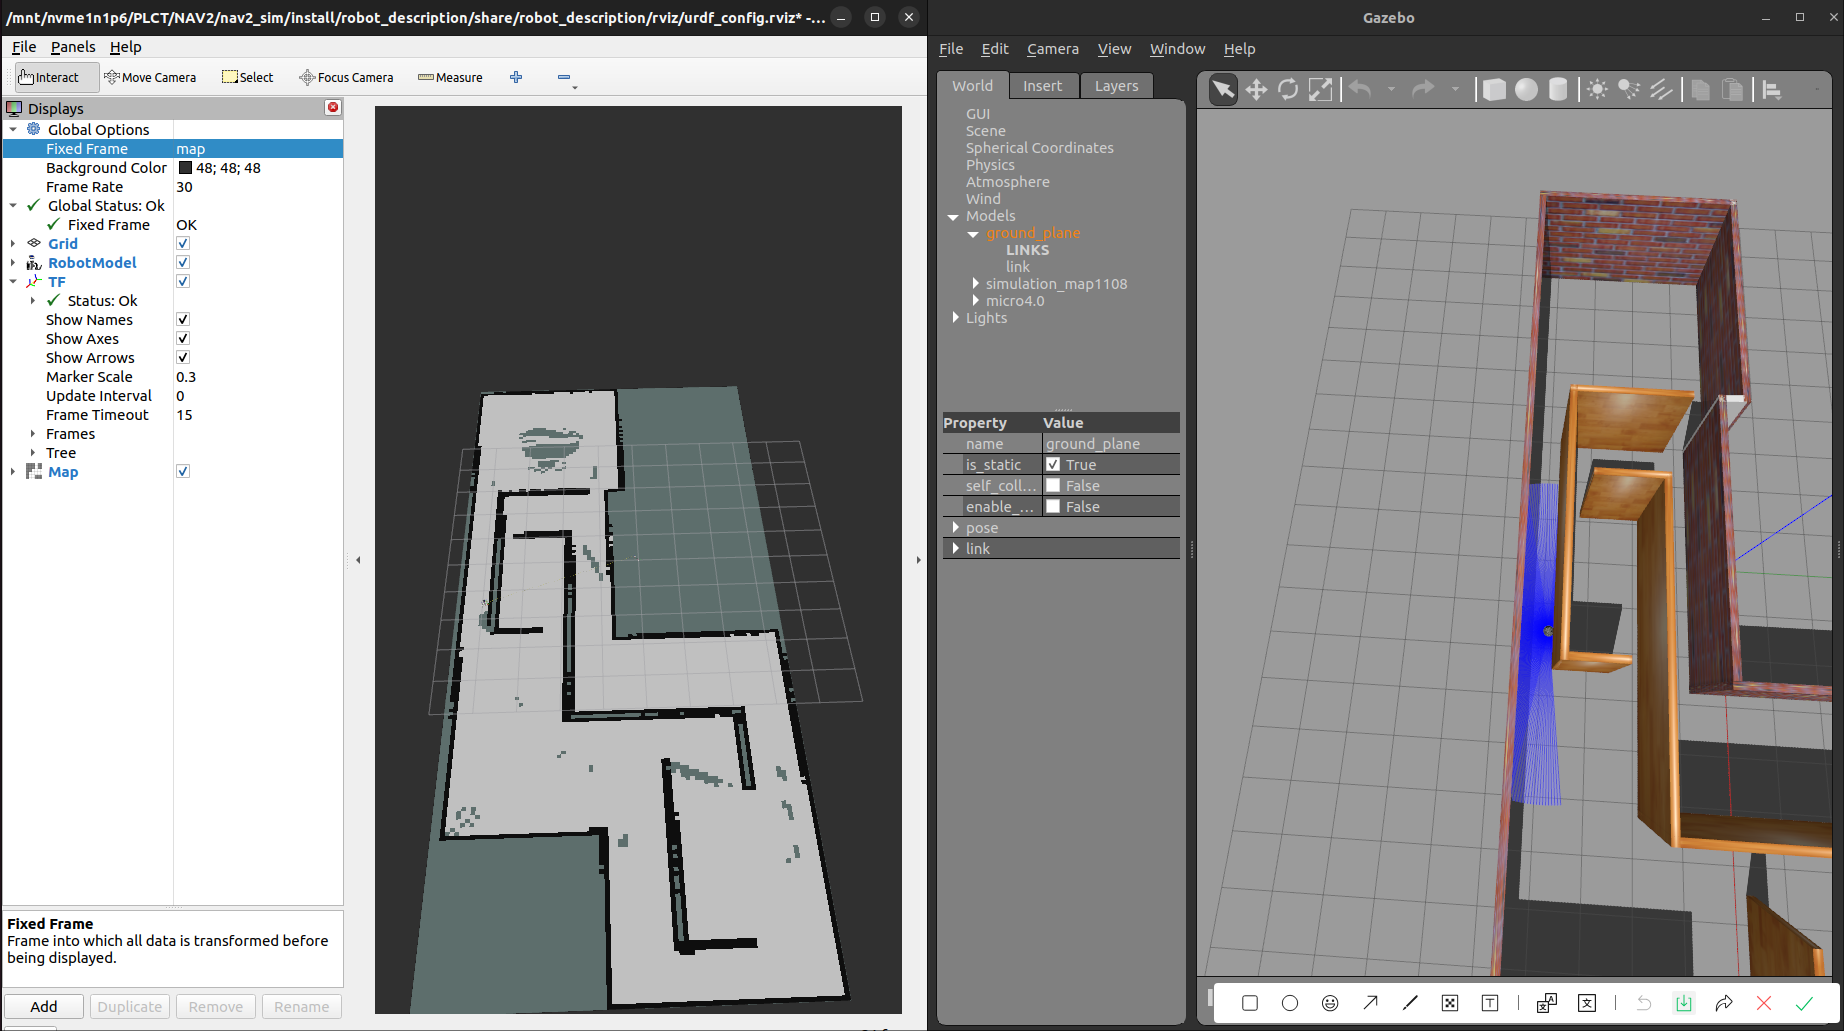 /mnt/nvme1n1p6/PLCT/NAV2/nav2_sim/install/robot_description/share/robot_description/rviz/urdf_config.rviz* -...
File Panels Help
Interact Move Camera Select Focus Camera Measure
Displays
Global Options
Fixed Frame map
Background Color 48; 48; 48
Frame Rate 30
Global Status: Ok
Fixed Frame OK
Grid
RobotModel
TF
Status: Ok
Show Names
Show Axes
Show Arrows
Marker Scale 0.3
Update Interval 0
Frame Timeout 15
Frames
Tree
Map
Fixed Frame
Frame into which all data is transformed before
being displayed.
Add Duplicate Remove Rename
Gazebo
File Edit Camera View Window Help
World Insert Layers
GUI
Scene
Spherical Coordinates
Physics
Atmosphere
Wind
Models
ground_plane
LINKS
link
simulation_map1108
micro4.0
Lights
Property Value
name ground_plane
is_static True
self_coll... False
enable_... False
pose
link
T 文 A 文